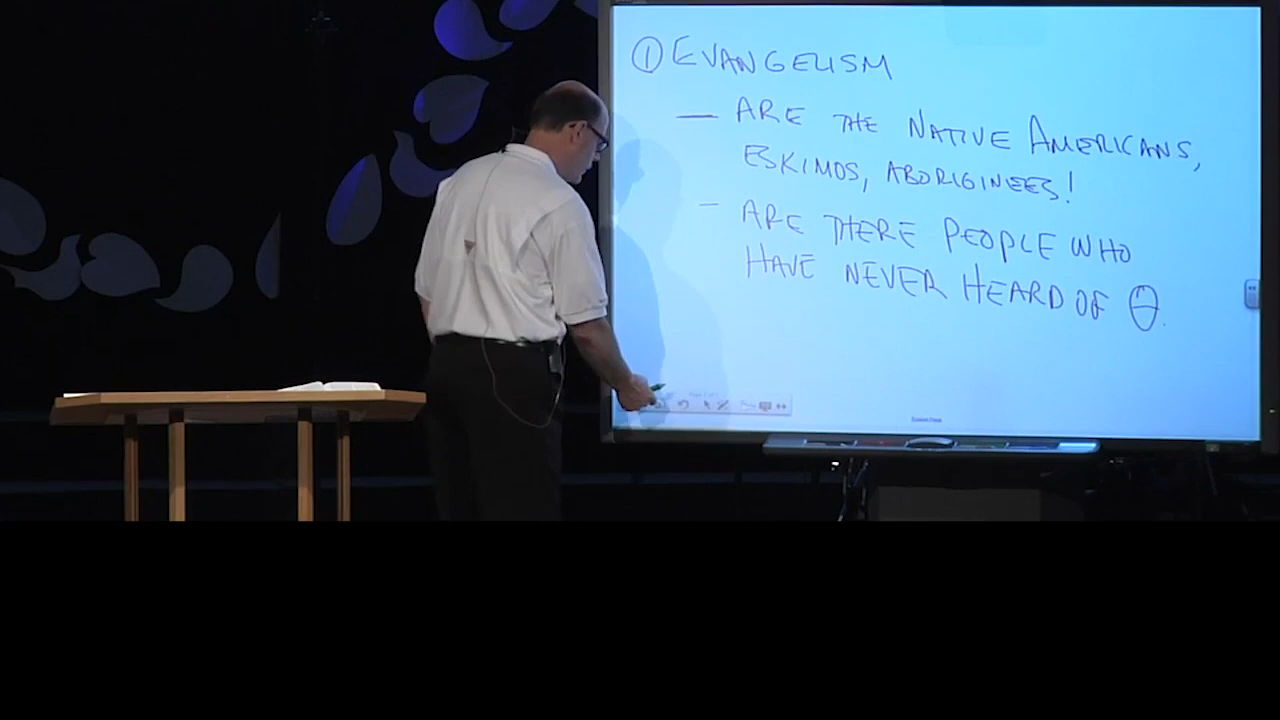 ① EVANGELISM
— ARE THE NATIVE AMERICANS,
ESKIMOS, ABORIGINEES!
– ARE THERE PEOPLE WHO
HAVE NEVER HEARD OF Θ.